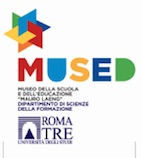 MUSED
MUSEO DELLA SCUOLA
E DELL'EDUCAZIONE
"MAURO LAENG"
DIPARTIMENTO DI SCIENZE
DELLA FORMAZIONE
ROMA
TRE
UNIVERSITÀ DEGLI STUDI